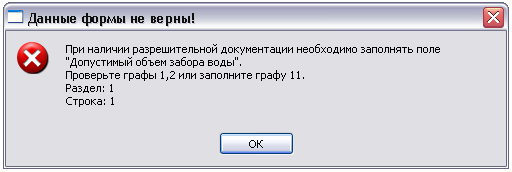 Данные формы не верны!
При наличии разрешительной документации необходимо заполнять поле
"Допустимый объем забора воды".
Проверьте графы 1,2 или заполните графу 11.
Раздел: 1
Строка: 1
OK